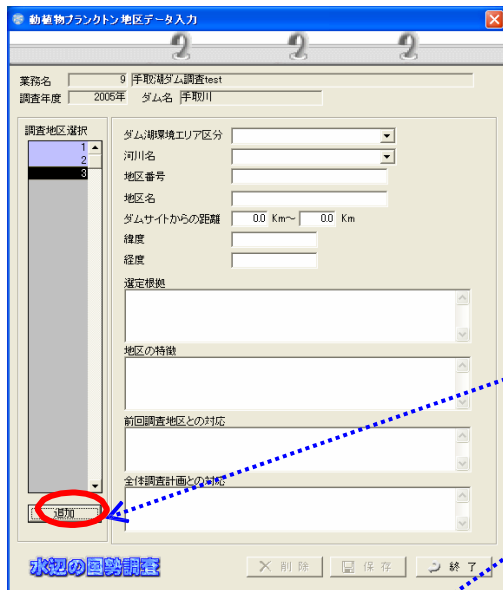 動植物プランクトン地区データ入力
業務名 9 手取湖ダム調査test
調査年度 2005年 ダム名 手取川
調査地区選択
1
2
3
追加
ダム湖環境エリア区分
河川名
地区番号
地区名
ダムサイトからの距離 0.0 Km～ 0.0 Km
緯度
経度
選定根拠
地区の特徴
前回調査地区との対応
全体調査計画との対応
水辺の国勢調査
削除 保存 終了